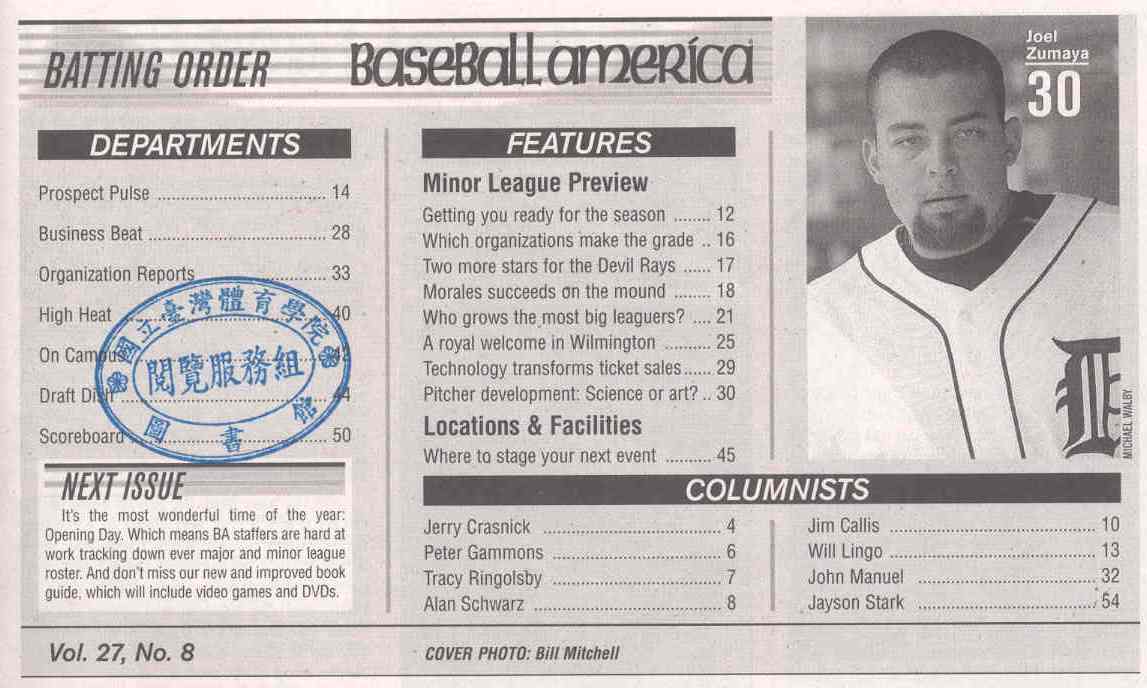 BATTING ORDER
BaseBall america
Joel
Zumaya
30
DEPARTMENTS
Prospect Pulse ........ 14
Business Beat ........ 28
Organization Reports ........ 33
High Heat ........ 40
On Campus ........ 42
Draft Dish ........ 44
Scoreboard ........ 50
國立臺灣體育學院
閱覽服務組
圖書館
NEXT ISSUE
It's the most wonderful time of the year:
Opening Day. Which means BA staffers are hard at
work tracking down ever major and minor league
roster. And don't miss our new and improved book
guide, which will include video games and DVDs.
FEATURES
Minor League Preview
Getting you ready for the season ........ 12
Which organizations make the grade .. 16
Two more stars for the Devil Rays ...... 17
Morales succeeds on the mound ........ 18
Who grows the most big leaguers? .... 21
A royal welcome in Wilmington .......... 25
Technology transforms ticket sales...... 29
Pitcher development: Science or art? .. 30
Locations & Facilities
Where to stage your next event .......... 45
MICHAEL WALBY
COLUMNISTS
Jerry Crasnick ........ 4
Peter Gammons ........ 6
Tracy Ringolsby ........ 7
Alan Schwarz ........ 8
Jim Callis ........ 10
Will Lingo ........ 13
John Manuel ........ 32
Jayson Stark ........ 54
Vol. 27, No. 8
COVER PHOTO: Bill Mitchell